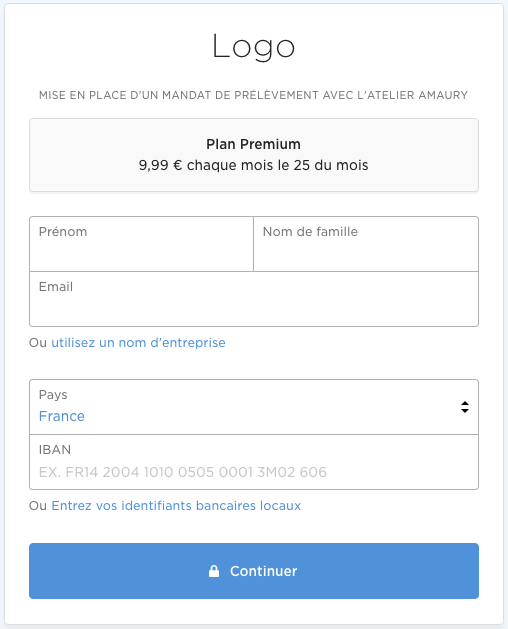 Logo
MISE EN PLACE D'UN MANDAT DE PRÉLÈVEMENT AVEC L'ATELIER AMAURY
Plan Premium
9,99 € chaque mois le 25 du mois
Prénom
Nom de famille
Email
Ou utilisez un nom d'entreprise
Pays
France
IBAN
EX. FR14 2004 1010 0505 0001 3M02 606
Ou Entrez vos identifiants bancaires locaux
Continuer